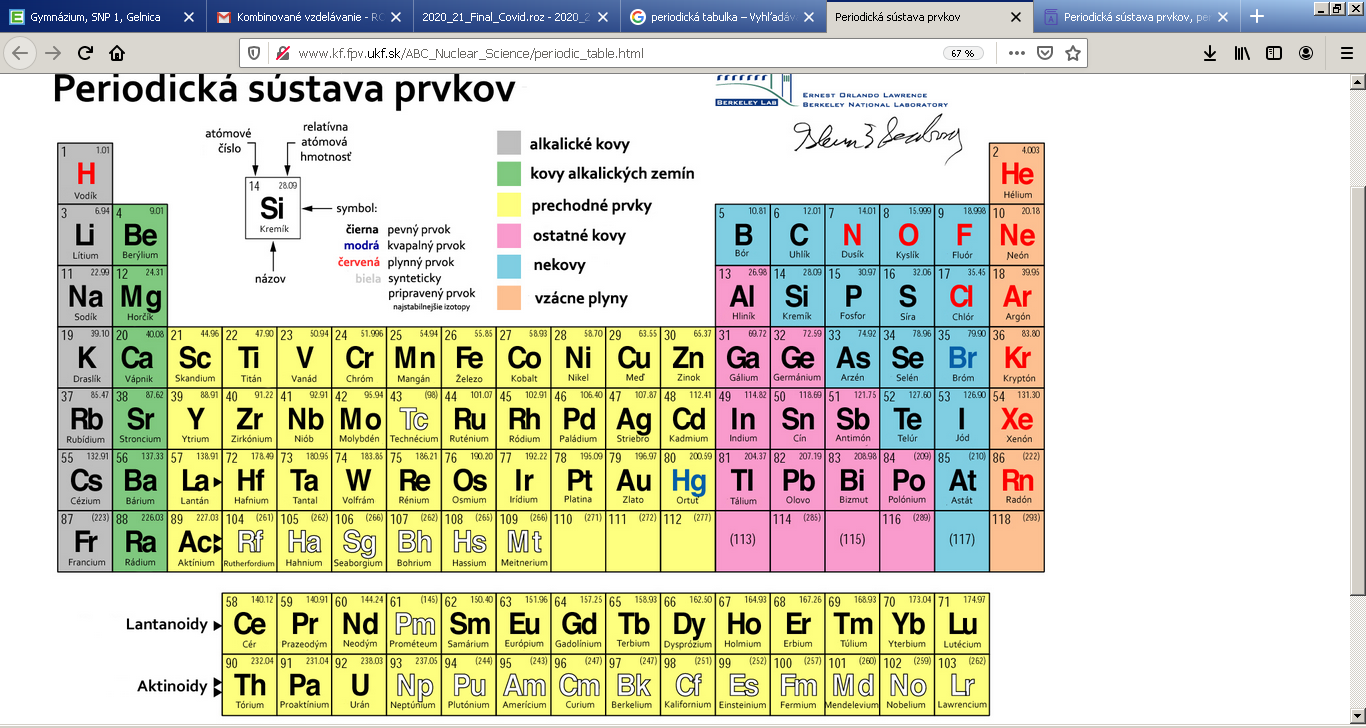 Gymnázium, SNP 1, Gelnica
Kombinované vzdelávanie - RO
2020_21_Final_Covid.roz - 2020_2
periodická tabulka – Vyhľadáv
Periodická sústava prvkov
Periodická sústava prvkov, per
www.kf.fpv.ukf.sk/ABC_Nuclear_Science/periodic_table.html
67 %
Periodická sústava prvkov
BERKELEY LAB
ERNEST ORLANDO LAWRENCE
BERKELEY NATIONAL LABORATORY
atómové
číslo
relatívna
atómová
hmotnosť
14 28.09
Si
Kremík
symbol:
názov
čierna pevný prvok
modrá kvapalný prvok
červená plynný prvok
biela synteticky
pripravený prvok
najstabilnejšie izotopy
alkalické kovy
kovy alkalických zemín
prechodné prvky
ostatné kovy
nekovy
vzácne plyny
1 1.01 2 4.003
H He
Vodík Hélium
3 6.94 4 9.01 5 10.81 6 12.01 7 14.01 8 15.999 9 18.998 10 20.18
Li Be B C N O F Ne
Lítium Berýlium Bór Uhlík Dusík Kyslík Fluór Neón
11 22.99 12 24.31 13 26.98 14 28.09 15 30.97 16 32.06 17 35.45 18 39.95
Na Mg Al Si P S Cl Ar
Sodík Horčík Hliník Kremík Fosfor Síra Chlór Argón
19 39.10 20 40.08 21 44.96 22 47.90 23 50.94 24 51.996 25 54.94 26 55.85 27 58.93 28 58.70 29 63.55 30 65.37 31 69.72 32 72.59 33 74.92 34 78.96 35 79.90 36 83.80
K Ca Sc Ti V Cr Mn Fe Co Ni Cu Zn Ga Ge As Se Br Kr
Draslík Vápnik Skandium Titán Vanád Chróm Mangán Železo Kobalt Nikel Meď Zinok Gálium Germánium Arzén Selén Bróm Kryptón
37 85.47 38 87.62 39 88.91 40 91.22 41 92.91 42 95.94 43 (98) 44 101.07 45 102.91 46 106.40 47 107.87 48 112.41 49 114.82 50 118.69 51 121.75 52 127.60 53 126.90 54 131.30
Rb Sr Y Zr Nb Mo Tc Ru Rh Pd Ag Cd In Sn Sb Te I Xe
Rubídium Stroncium Ytrium Zirkónium Niób Molybdén Technécium Ruténium Ródium Paládium Striebro Kadmium Indium Cín Antimón Telúr Jód Xenón
55 132.91 56 137.33 57 138.91 72 178.49 73 180.95 74 183.85 75 186.21 76 190.20 77 192.22 78 195.09 79 196.97 80 200.59 81 204.37 82 207.19 83 208.98 84 (209) 85 (210) 86 (222)
Cs Ba La Hf Ta W Re Os Ir Pt Au Hg Tl Pb Bi Po At Rn
Cézium Bárium Lantán Hafnium Tantal Volfrám Rénium Osmium Irídium Platina Zlato Ortuť Tálium Olovo Bizmut Polónium Astát Radón
87 (223) 88 226.03 89 227.03 104 (261) 105 (262) 106 (266) 107 (262) 108 (265) 109 (266) 110 (271) 111 (272) 112 (277) 114 (285) 116 (289) 118 (293)
Fr Ra Ac Rf Ha Sg Bh Hs Mt (113) (115) (117)
Francium Rádium Aktínium Rutherfordium Hahnium Seaborgium Bohrium Hassium Meitnerium
58 140.12 59 140.91 60 144.24 61 (145) 62 150.40 63 151.96 64 157.25 65 158.93 66 162.50 67 164.93 68 167.26 69 168.93 70 173.04 71 174.97
Lantanoidy Ce Pr Nd Pm Sm Eu Gd Tb Dy Ho Er Tm Yb Lu
Cér Prazeodým Neodým Prométeum Samárium Európium Gadolínium Terbium Dysprózium Holmium Erbium Túlium Yterbium Lutécium
90 232.04 91 231.04 92 238.03 93 237.05 94 (244) 95 (243) 96 (247) 97 (247) 98 (251) 99 (252) 100 (257) 101 (260) 102 (259) 103 (262)
Aktinoidy Th Pa U Np Pu Am Cm Bk Cf Es Fm Md No Lr
Tórium Proaktínium Urán Neptúnium Plutónium Amerícium Curium Berkelium Kalifornium Einsteinium Fermium Mendelevium Nobelium Lawrencium